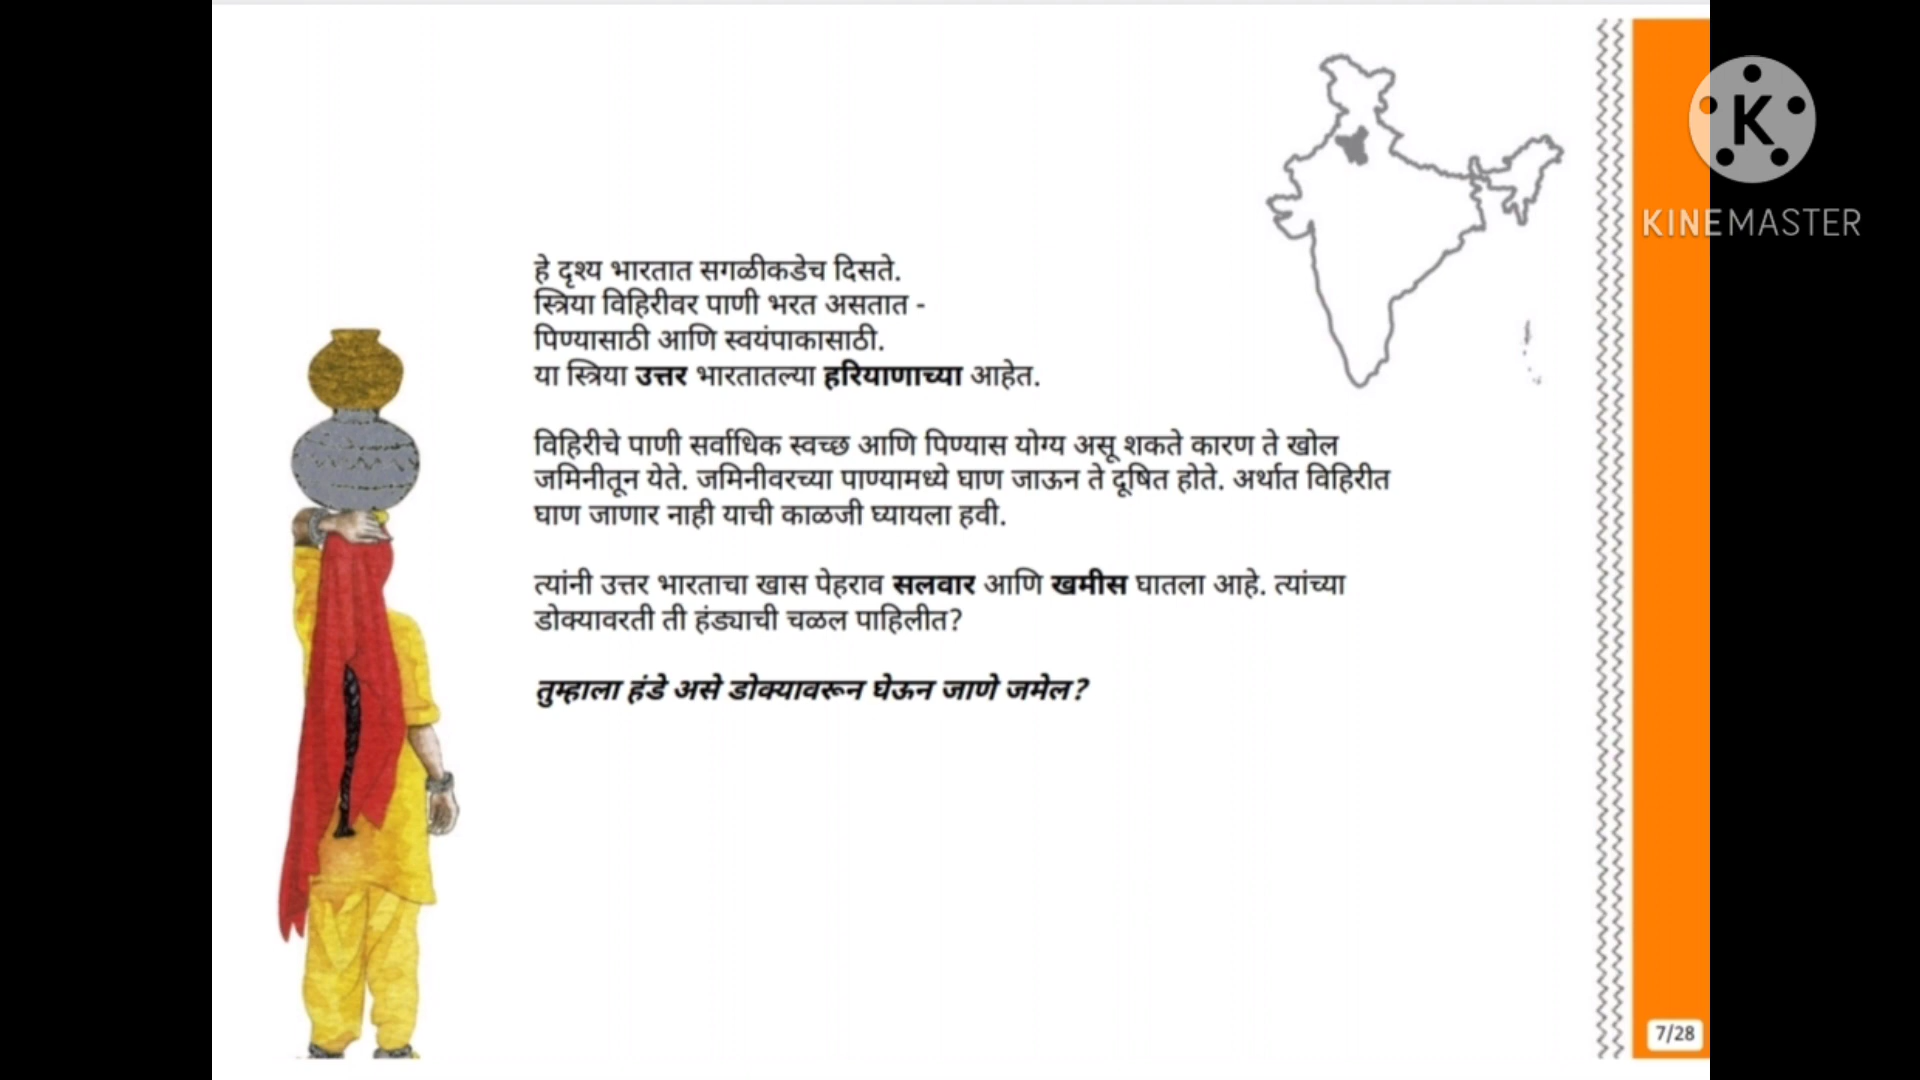 हे दृश्य भारतात सगळीकडेच दिसते.
स्त्रिया विहिरीवर पाणी भरत असतात -
पिण्यासाठी आणि स्वयंपाकासाठी.
या स्त्रिया उत्तर भारतातल्या हरियाणाच्या आहेत.
विहिरीचे पाणी सर्वाधिक स्वच्छ आणि पिण्यास योग्य असू शकते कारण ते खोल
जमिनीतून येते. जमिनीवरच्या पाण्यामध्ये घाण जाऊन ते दूषित होते. अर्थात विहिरीत
घाण जाणार नाही याची काळजी घ्यायला हवी.
त्यांनी उत्तर भारताचा खास पेहराव सलवार आणि खमीस घातला आहे. त्यांच्या
डोक्यावरती ती हंड्याची चळल पाहिलीत?
तुम्हाला हंडे असे डोक्यावरून घेऊन जाणे जमेल?
K
KINEMASTER
7/28